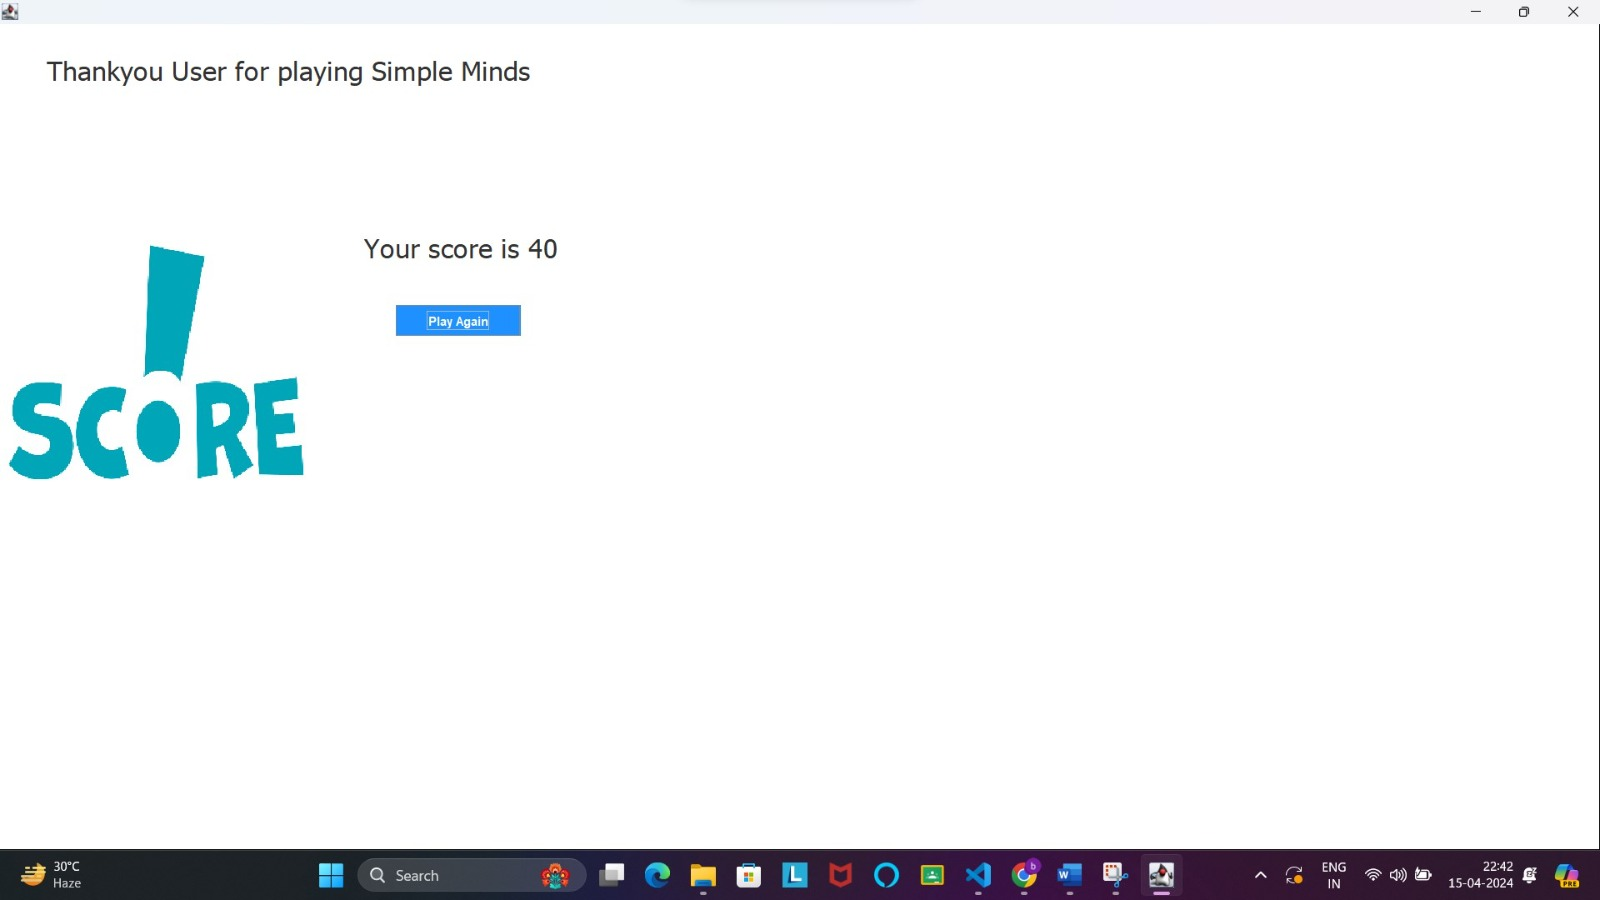 Thankyou User for playing Simple Minds
Your score is 40
Play Again
SCORE
30°C
Haze
Search
L
W
b
ENG
IN
22:42
15-04-2024
PRE